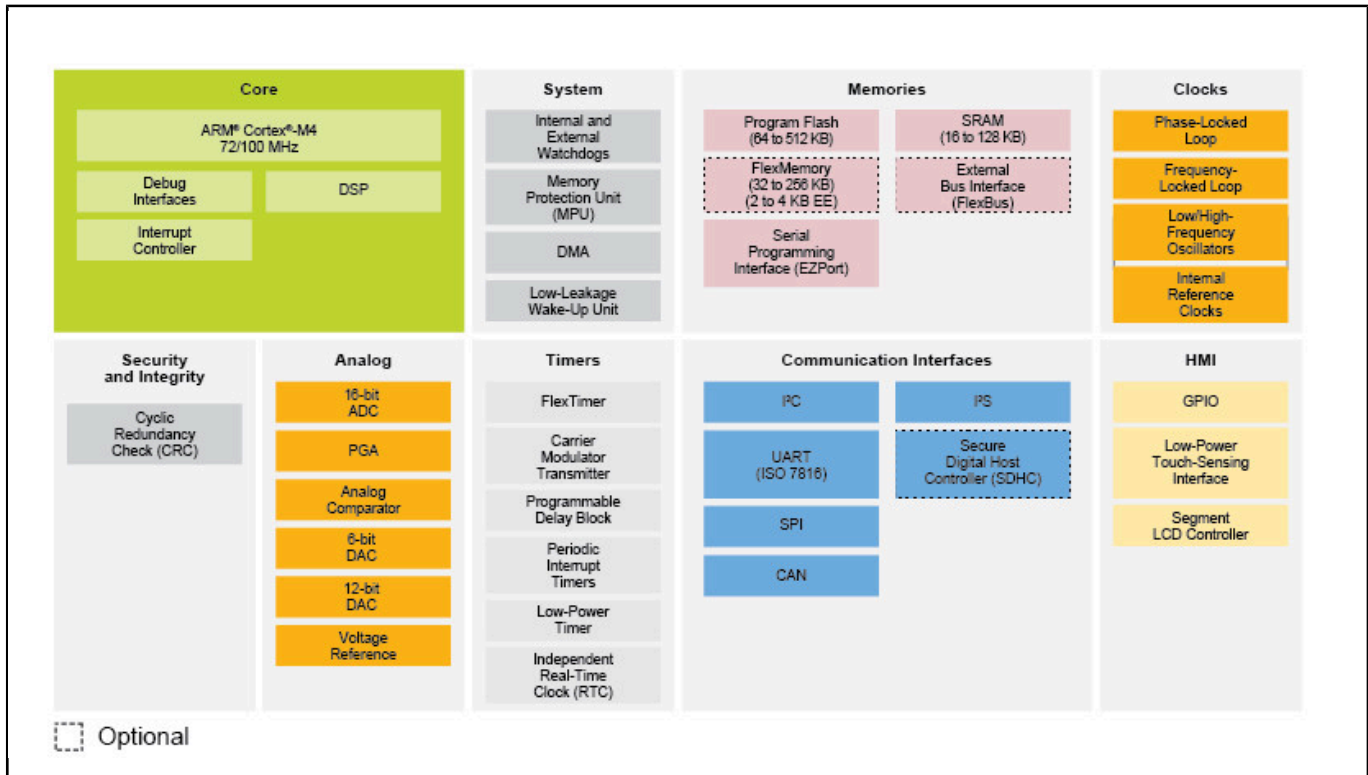 Core
ARM® Cortex®-M4
72/100 MHz
Debug
Interfaces
DSP
Interrupt
Controller
System
Internal and
External
Watchdogs
Memory
Protection Unit
(MPU)
DMA
Low-Leakage
Wake-Up Unit
Memories
Program Flash
(64 to 512 KB)
SRAM
(16 to 128 KB)
FlexMemory
(32 to 256 KB)
(2 to 4 KB EE)
External
Bus Interface
(FlexBus)
Serial
Programming
Interface (EZPort)
Clocks
Phase-Locked
Loop
Frequency-
Locked Loop
Low/High-
Frequency
Oscillators
Internal
Reference
Clocks
Security
and Integrity
Cyclic
Redundancy
Check (CRC)
Analog
16-bit
ADC
PGA
Analog
Comparator
6-bit
DAC
12-bit
DAC
Voltage
Reference
Timers
FlexTimer
Carrier
Modulator
Transmitter
Programmable
Delay Block
Periodic
Interrupt
Timers
Low-Power
Timer
Independent
Real-Time
Clock (RTC)
Communication Interfaces
I²C
I²S
UART
(ISO 7816)
Secure
Digital Host
Controller (SDHC)
SPI
CAN
HMI
GPIO
Low-Power
Touch-Sensing
Interface
Segment
LCD Controller
Optional